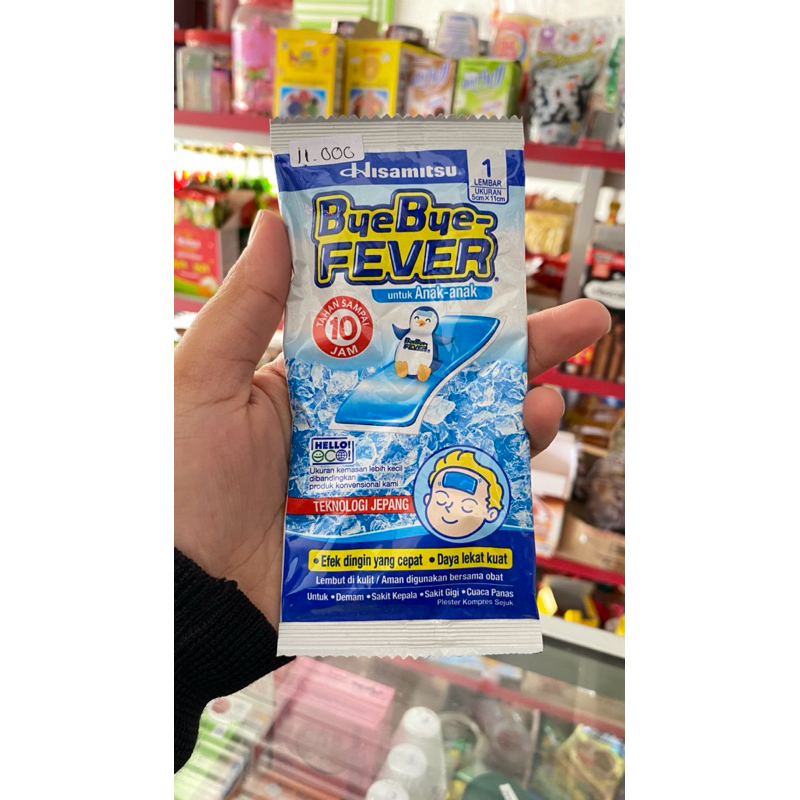 11.000
Hisamitsu
1
LEMBAR
UKURAN
5cm×11cm
ByeBye-
FEVER®
untuk Anak-anak
TAHAN SAMPAI
10
JAM
ByeBye
FEVER
HELLO!
eco!
Ukuran kemasan lebih kecil
dibandingkan
produk konvensional kami
TEKNOLOGI JEPANG
• Efek dingin yang cepat • Daya lekat kuat
Lembut di kulit / Aman digunakan bersama obat
Untuk • Demam • Sakit Kepala • Sakit Gigi • Cuaca Panas
Plester Kompres Sejuk